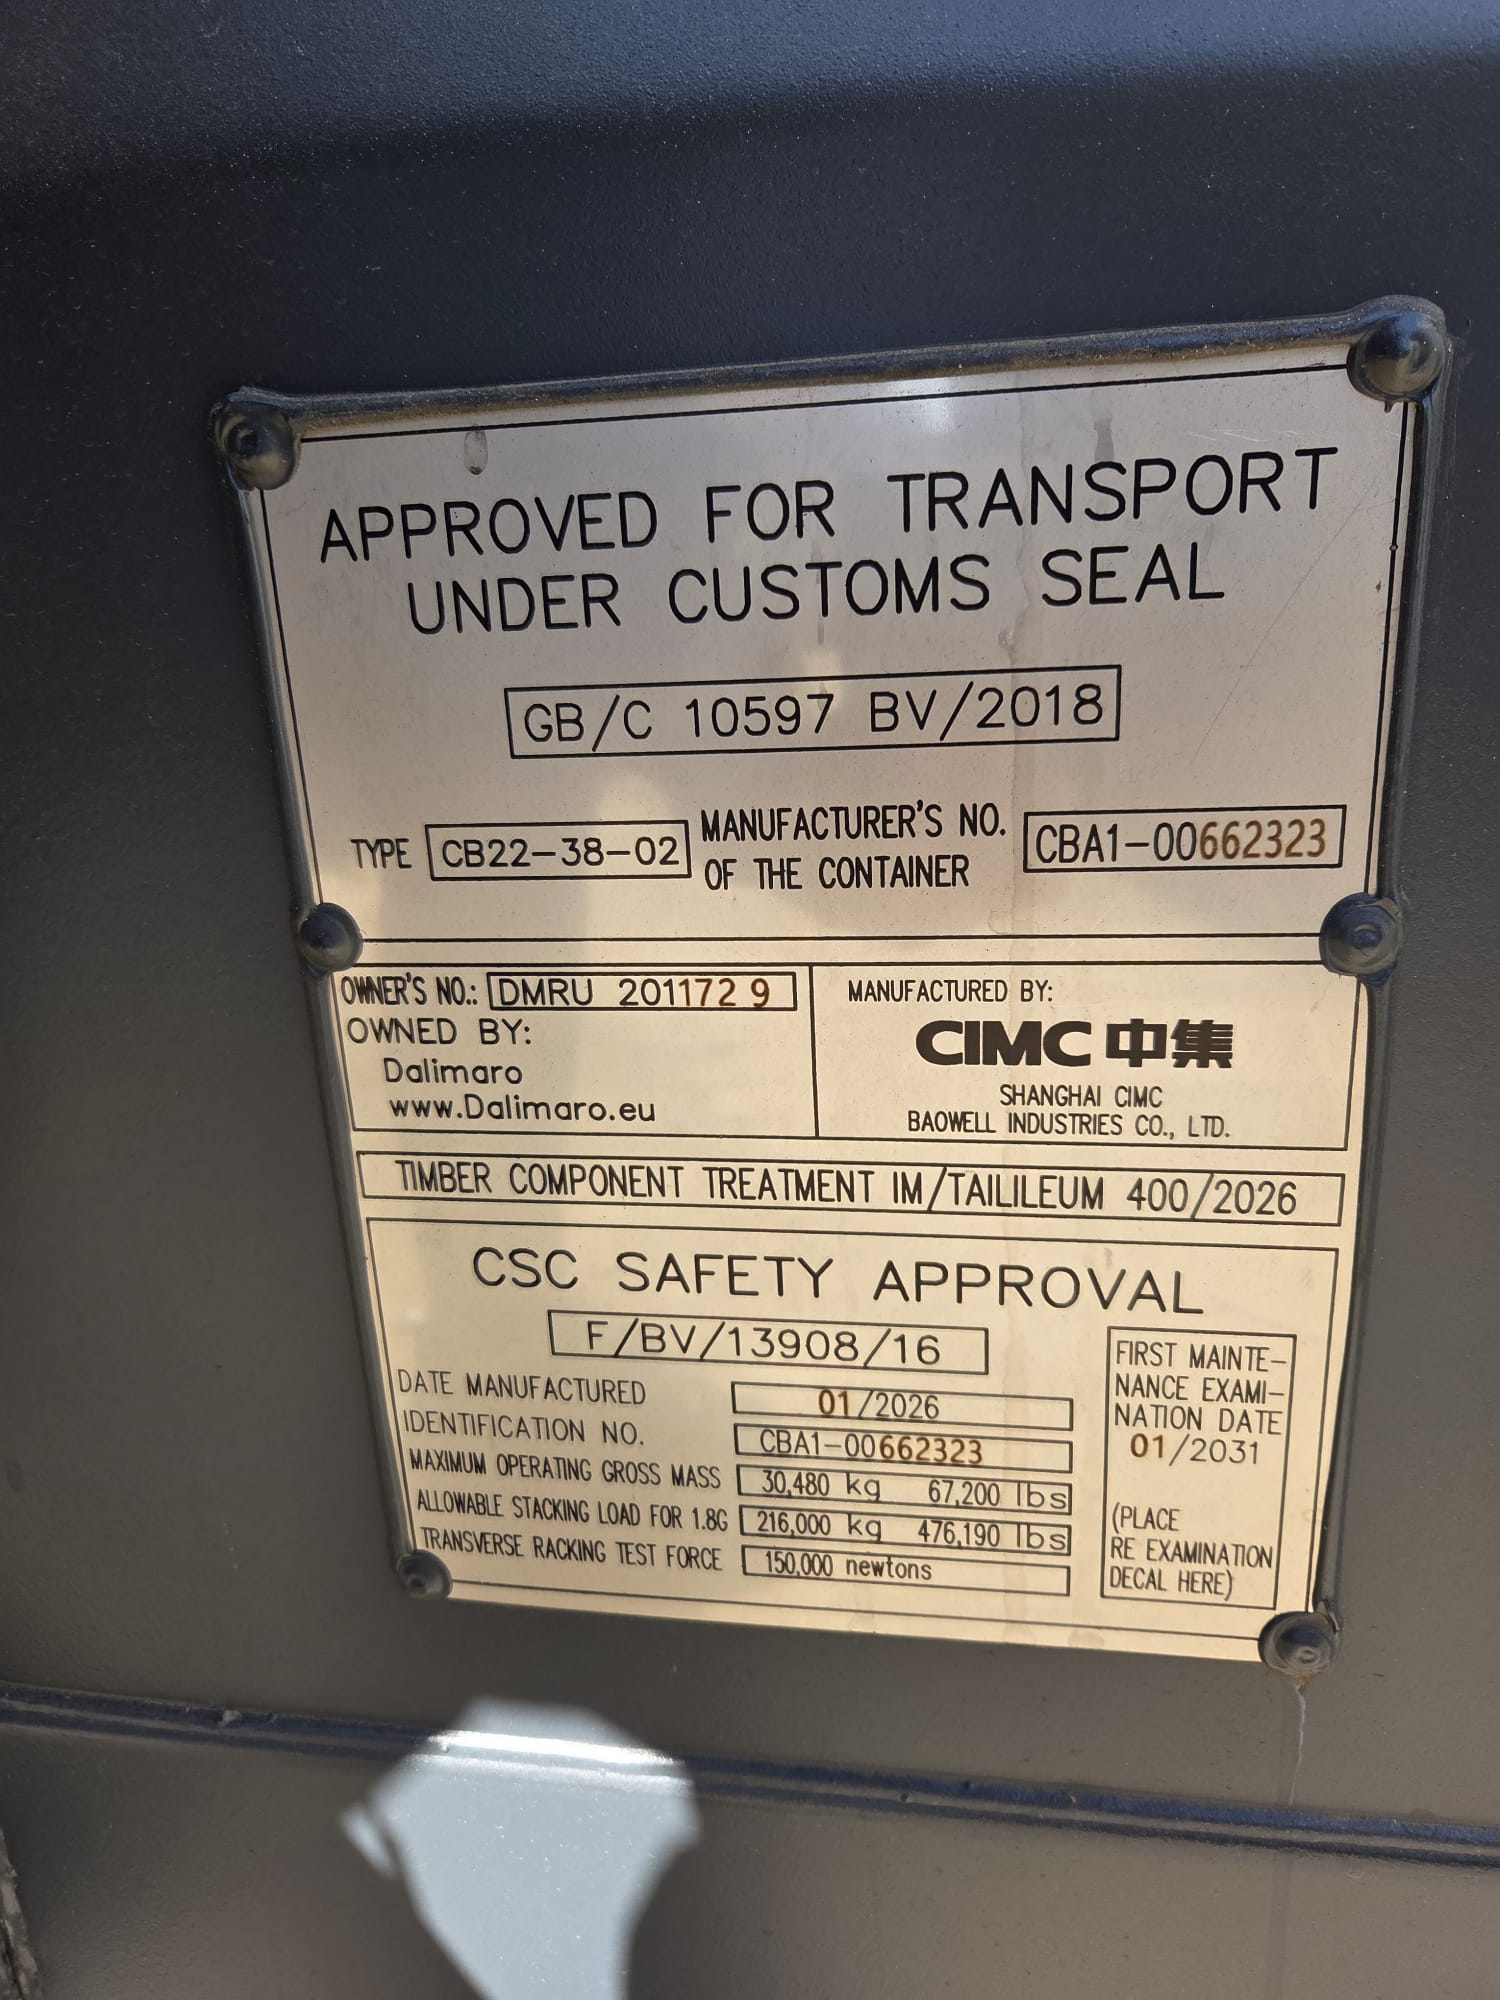 APPROVED FOR TRANSPORT
UNDER CUSTOMS SEAL
GB/C 10597 BV/2018
TYPE CB22-38-02 MANUFACTURER'S NO.
OF THE CONTAINER CBA1-00662323
OWNER'S NO.: DMRU 201172 9
OWNED BY:
Dalimaro
www.Dalimaro.eu
MANUFACTURED BY:
CIMC 中集
SHANGHAI CIMC
BAOWELL INDUSTRIES CO., LTD.
TIMBER COMPONENT TREATMENT IM/TAILILEUM 400/2026
CSC SAFETY APPROVAL
F/BV/13908/16
DATE MANUFACTURED 01/2026
IDENTIFICATION NO. CBA1-00662323
MAXIMUM OPERATING GROSS MASS 30,480 kg 67,200 lbs
ALLOWABLE STACKING LOAD FOR 1.8G 216,000 kg 476,190 lbs
TRANSVERSE RACKING TEST FORCE 150,000 newtons
FIRST MAINTE-
NANCE EXAMI-
NATION DATE
01/2031
(PLACE
RE EXAMINATION
DECAL HERE)